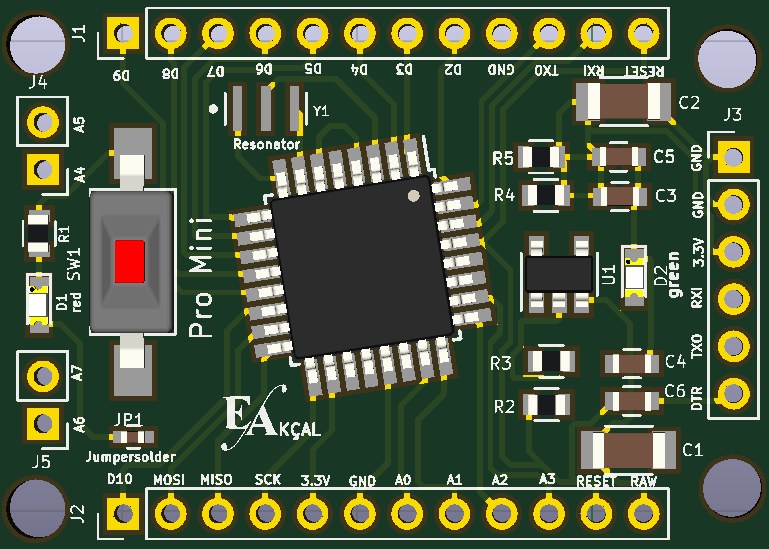 J1
D9 D8 D7 D6 D5 D4 D3 D2 GND TXO RXI RESET
J4
A5
A4
Y1
Resonator
C2
J3
R5
C5
R4
C3
GND
GND
3.3V
RXI
TXO
DTR
R1
SW1
D1
red
Pro Mini
U1
D2
green
R3
C4
R2
C6
C1
A7
A6
J5
JP1
Jumpersolder
EAKÇAL
D10 MOSI MISO SCK 3.3V GND A0 A1 A2 A3 RESET RAW
J2